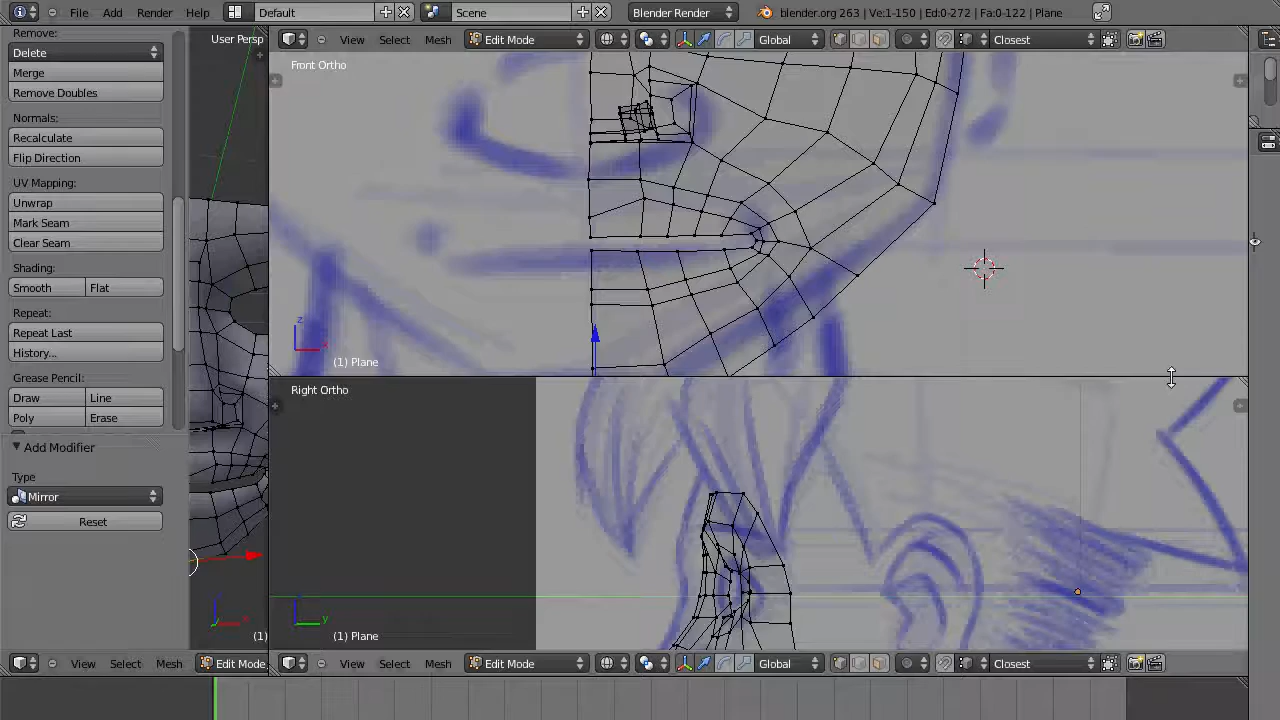 File Add Render Help Default Scene Blender Render blender.org 263 | Ve:1-150 | Ed:0-272 | Fa:0-122 | Plane
Remove:
Delete
Merge
Remove Doubles
Normals:
Recalculate
Flip Direction
UV Mapping:
Unwrap
Mark Seam
Clear Seam
Shading:
Smooth Flat
Repeat:
Repeat Last
History...
Grease Pencil:
Draw Line
Poly Erase
Add Modifier
Type
Mirror
Reset
User Persp
(1)
View Select Mesh Edit Mode
View Select Mesh Edit Mode Global Closest
Front Ortho
z
x
(1) Plane
Right Ortho
y
(1) Plane
View Select Mesh Edit Mode Global Closest